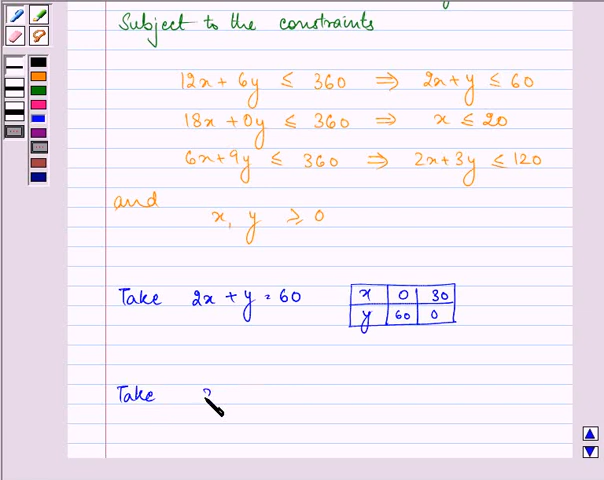 Subject to the constraints
12x + 6y ≤ 360 ⇒ 2x + y ≤ 60
18x + 0y ≤ 360 ⇒ x ≤ 20
6x + 9y ≤ 360 ⇒ 2x + 3y ≤ 120
and
x, y ≥ 0
Take 2x + y = 60
x 0 30
y 60 0
Take